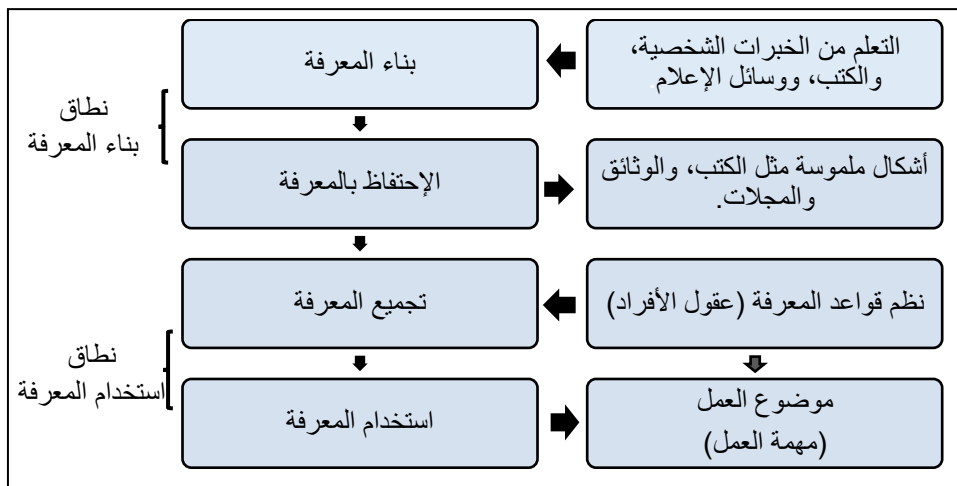 التعلم من الخبرات الشخصية،
والكتب، ووسائل الإعلام.
بناء المعرفة
نطاق
بناء المعرفة
أشكال ملموسة مثل الكتب، والوثائق
والمجلات.
الإحتفاظ بالمعرفة
نظم قواعد المعرفة (عقول الأفراد)
تجميع المعرفة
نطاق
استخدام المعرفة
موضوع العمل
(مهمة العمل)
استخدام المعرفة